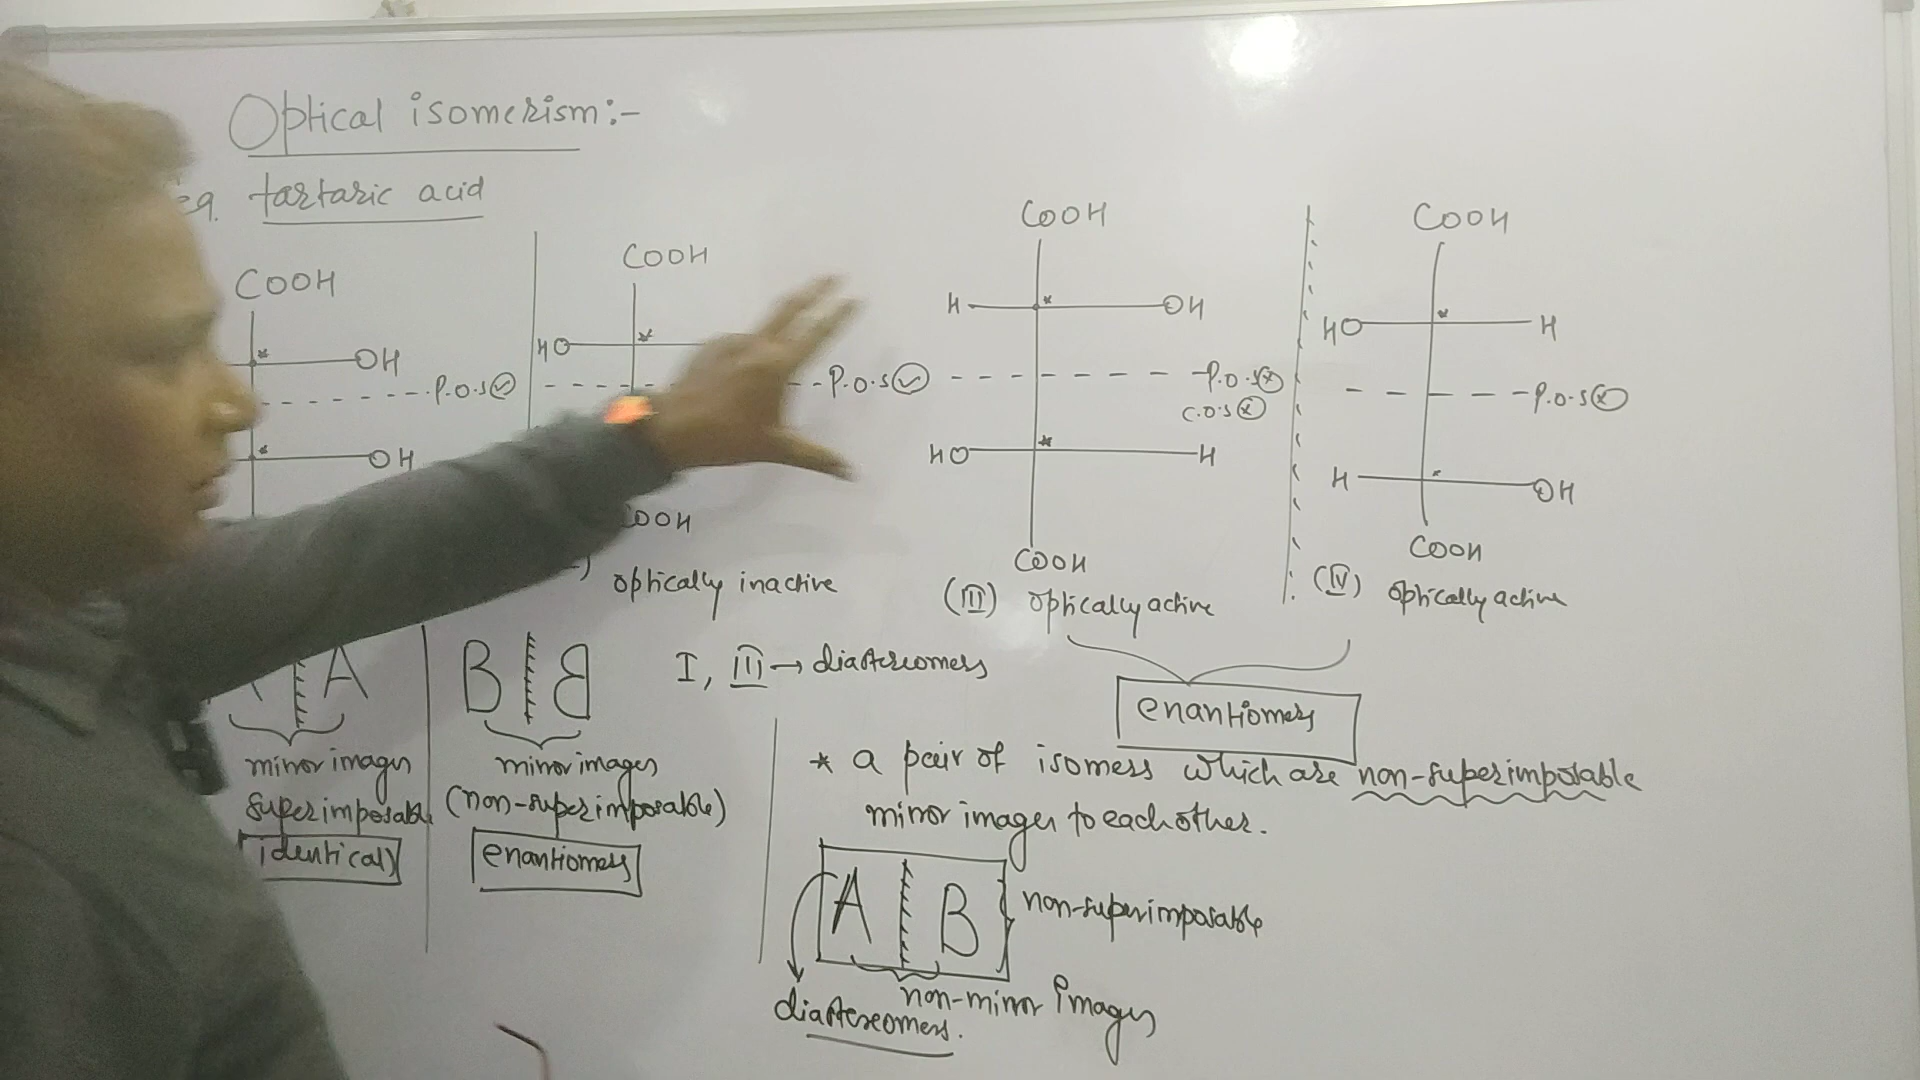 Optical isomerism:-
eg. tartaric acid
COOH
* OH
P.O.S ✓
* OH
COOH
HO *
P.O.S ✓
COOH
optically inactive
COOH
H * OH
P.O.S ×
C.O.S ×
HO * H
COOH
(III) optically active
COOH
HO * H
P.O.S ×
H * OH
COOH
(IV) optically active
A
mirror images
superimposable
identical
B B
mirror images
(non-superimposable)
enantiomers
I, III → diastereomers
enantiomers
* a pair of isomers which are non-superimposable
mirror images to each other.
A B
non-superimposable
non-mirror images
diastereomers.